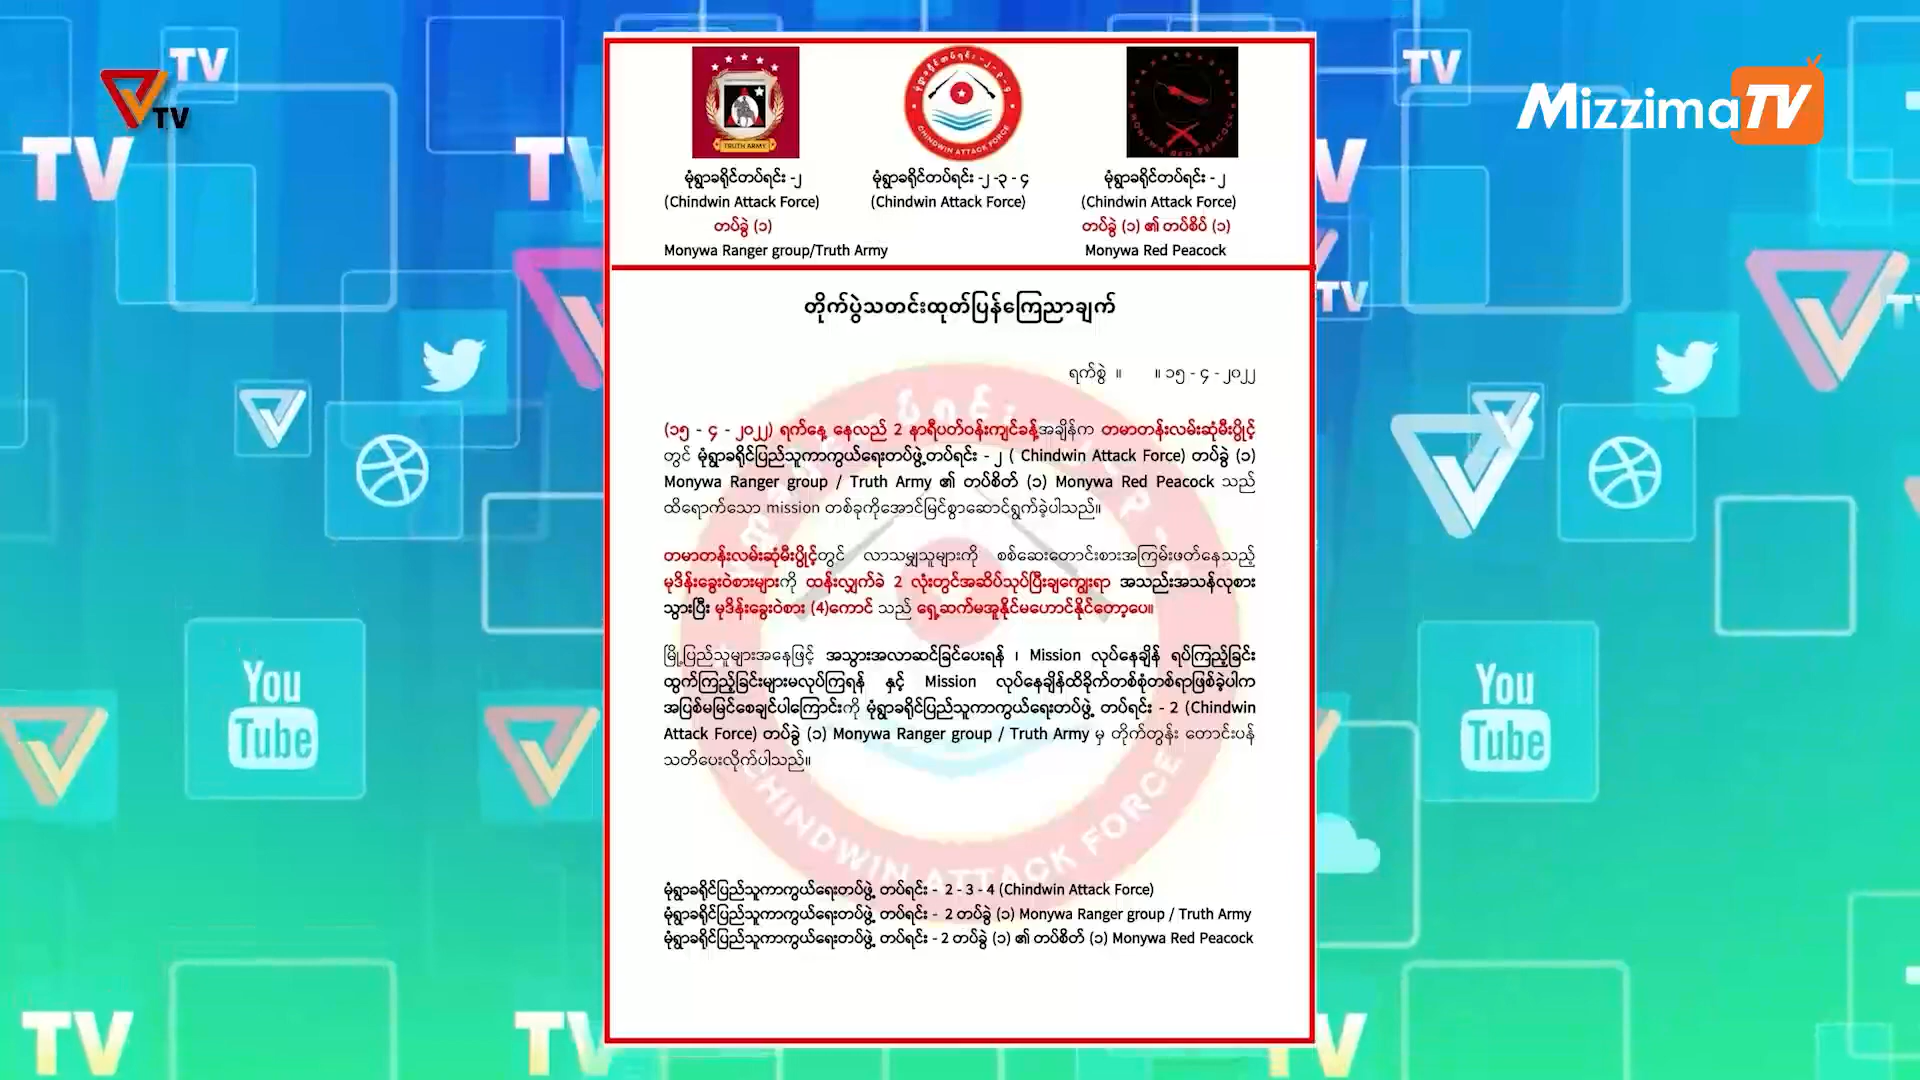 TV
MizzimaTV
TV
TV
TV
TRUTH ARMY
CHINDWIN ATTACK FORCE
MONYWA RED PEACOCK
မုံရွာခရိုင်တပ်ရင်း -၂
မုံရွာခရိုင်တပ်ရင်း -၂ -၃ - ၄
မုံရွာခရိုင်တပ်ရင်း -၂
(Chindwin Attack Force)
(Chindwin Attack Force)
(Chindwin Attack Force)
တပ်ခွဲ (၁)
တပ်ခွဲ (၁) ၏ တပ်စိပ် (၁)
Monywa Ranger group/Truth Army
Monywa Red Peacock
တိုက်ပွဲသတင်းထုတ်ပြန်ကြေညာချက်
ရက်စွဲ ။ ။ ၁၅ - ၄ - ၂၀၂၂
(၁၅ - ၄ - ၂၀၂၂) ရက်နေ့ နေ့လည် 2 နာရီပတ်ဝန်းကျင်ခန့်အချိန်က တမာတန်းလမ်းဆုံမီးပွိုင့်
တွင် မုံရွာခရိုင်ပြည်သူ့ကာကွယ်ရေးတပ်ဖွဲ့တပ်ရင်း - ၂ ( Chindwin Attack Force) တပ်ခွဲ (၁)
Monywa Ranger group / Truth Army ၏ တပ်စိတ် (၁) Monywa Red Peacock သည်
ထိရောက်သော mission တစ်ခုကိုအောင်မြင်စွာဆောင်ရွက်ခဲ့ပါသည်။
တမာတန်းလမ်းဆုံမီးပွိုင့်တွင် လာသမျှသူများကို စစ်ဆေးတောင်းစားအကြမ်းဖတ်နေသည့်
မုဒိန်းခွေးဝဲစားများကို ထန်းလျှက်ခဲ 2 လုံးတွင်အဆိပ်သုပ်ပြီးချကျွေးရာ အသည်းအသန်လုစား
သွားပြီး မုဒိန်းခွေးဝဲစား (4)ကောင် သည် ရှေ့ဆက်မအူနိုင်မဟောင်နိုင်တော့ပေ။
မြို့ပြည်သူများအနေဖြင့် အသွားအလာဆင်ခြင်ပေးရန် ၊ Mission လုပ်နေချိန် ရပ်ကြည့်ခြင်း
ထွက်ကြည့်ခြင်းများမလုပ်ကြရန် နှင့် Mission လုပ်နေချိန်ထိခိုက်တစ်စုံတစ်ရာဖြစ်ခဲ့ပါက
အပြစ်မမြင်စေချင်ပါကြောင်းကို မုံရွာခရိုင်ပြည်သူ့ကာကွယ်ရေးတပ်ဖွဲ့ တပ်ရင်း - 2 (Chindwin
Attack Force) တပ်ခွဲ (၁) Monywa Ranger group / Truth Army မှ တိုက်တွန်း တောင်းပန်
သတိပေးလိုက်ပါသည်။
CHINDWIN ATTACK FORCE
မုံရွာခရိုင်ပြည်သူ့ကာကွယ်ရေးတပ်ဖွဲ့ တပ်ရင်း - 2 - 3 - 4 (Chindwin Attack Force)
မုံရွာခရိုင်ပြည်သူ့ကာကွယ်ရေးတပ်ဖွဲ့ တပ်ရင်း - 2 တပ်ခွဲ (၁) Monywa Ranger group / Truth Army
မုံရွာခရိုင်ပြည်သူ့ကာကွယ်ရေးတပ်ဖွဲ့ တပ်ရင်း - 2 တပ်ခွဲ (၁) ၏ တပ်စိတ် (၁) Monywa Red Peacock
You
Tube
You
Tube
TV
TV
TV